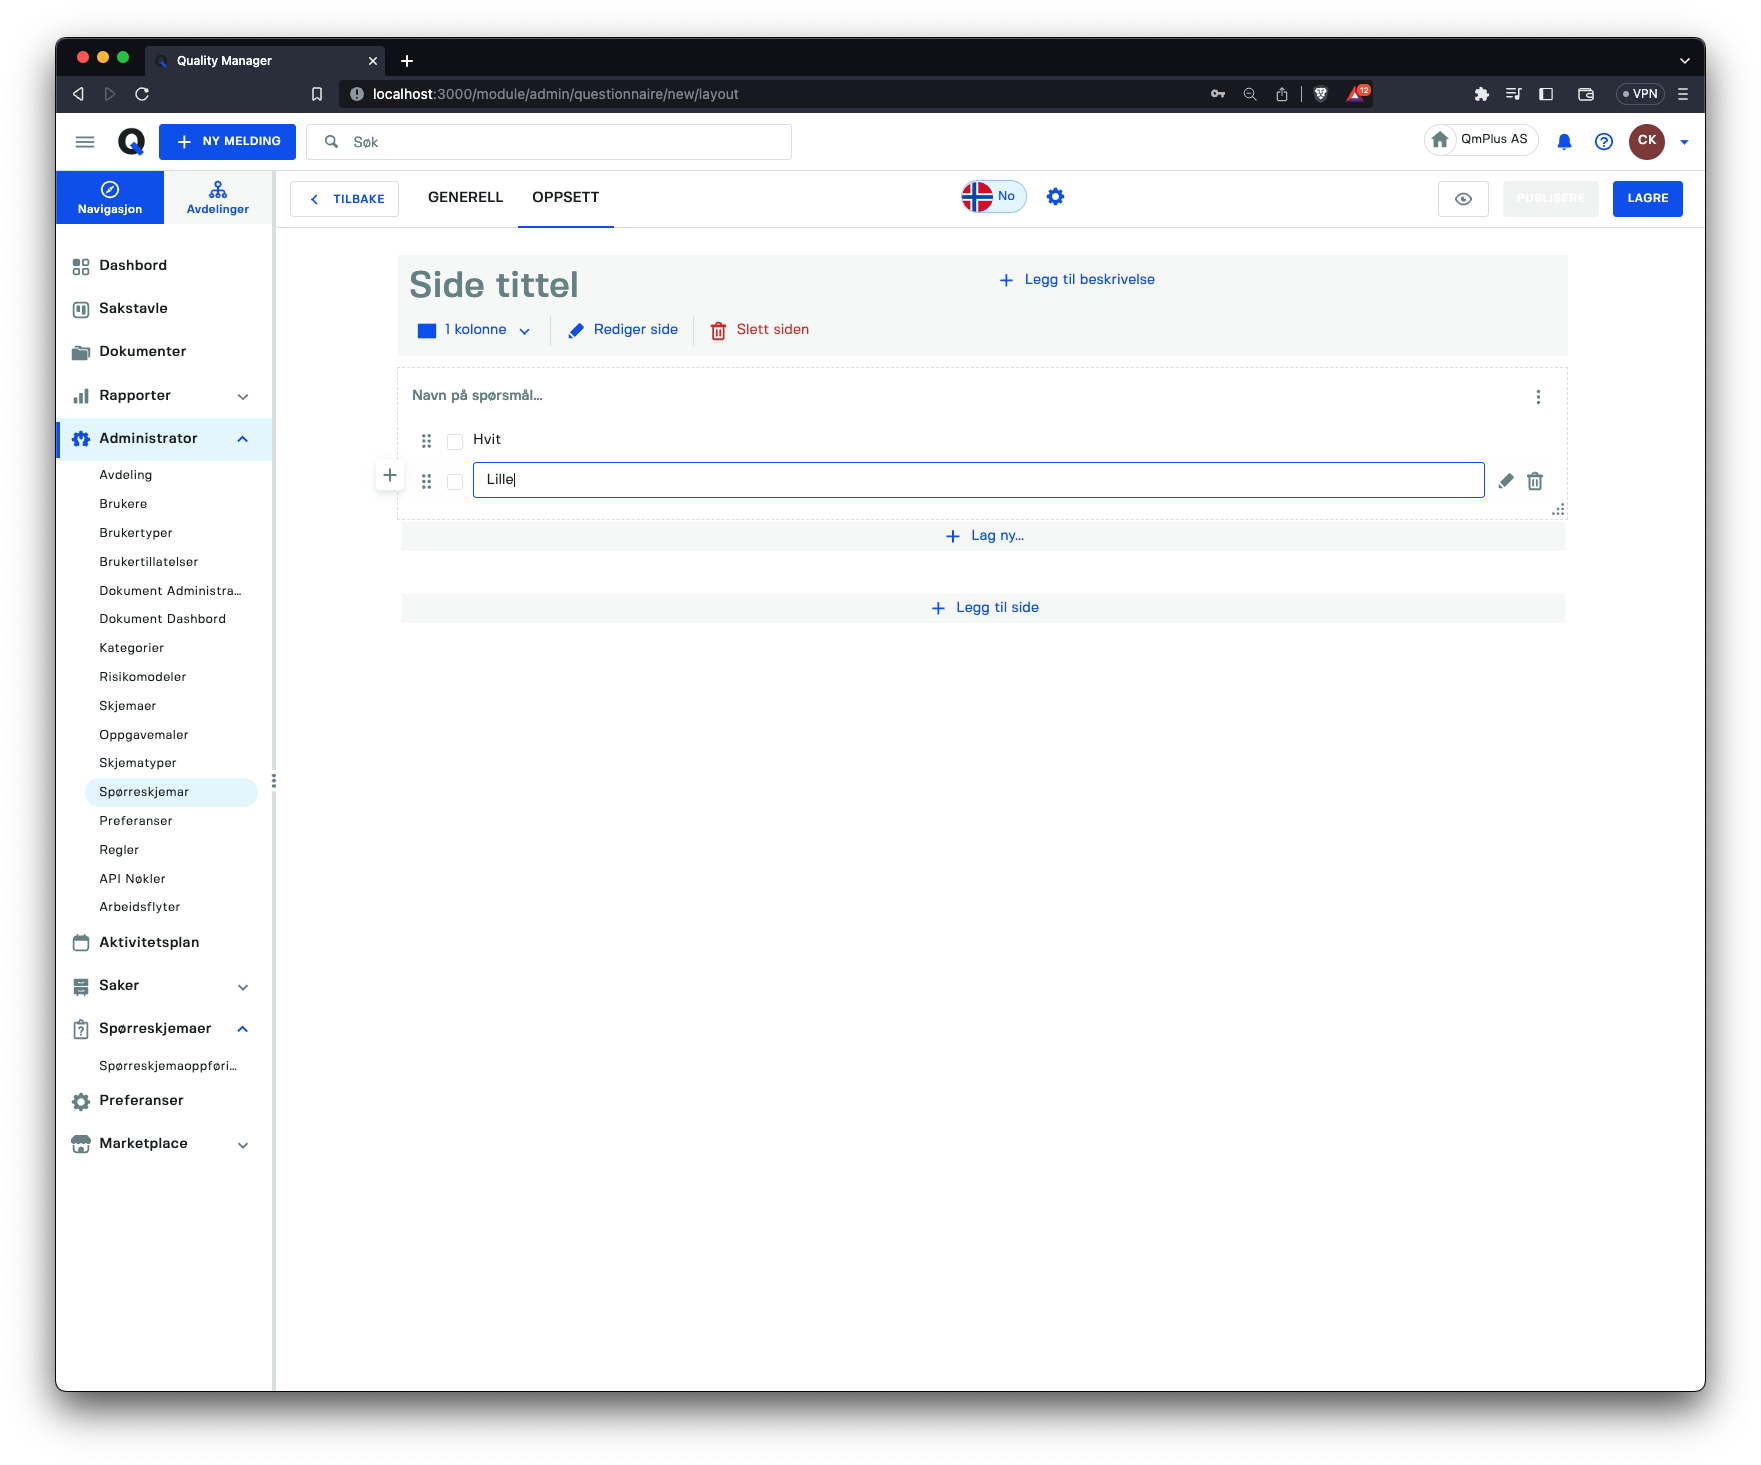 Quality Manager
localhost:3000/module/admin/questionnaire/new/layout
12
VPN
NY MELDING
Søk
QmPlus AS
CK
Navigasjon
Avdelinger
TILBAKE
GENERELL
OPPSETT
No
PUBLISERE
LAGRE
Dashbord
Sakstavle
Dokumenter
Rapporter
Administrator
Avdeling
Brukere
Brukertyper
Brukertillatelser
Dokument Administra...
Dokument Dashbord
Kategorier
Risikomodeler
Skjemaer
Oppgavemaler
Skjematyper
Spørreskjemar
Preferanser
Regler
API Nøkler
Arbeidsflyter
Aktivitetsplan
Saker
Spørreskjemaer
Spørreskjemaoppføri...
Preferanser
Marketplace
Side tittel
Legg til beskrivelse
1 kolonne
Rediger side
Slett siden
Navn på spørsmål...
Hvit
Lille
Lag ny...
Legg til side